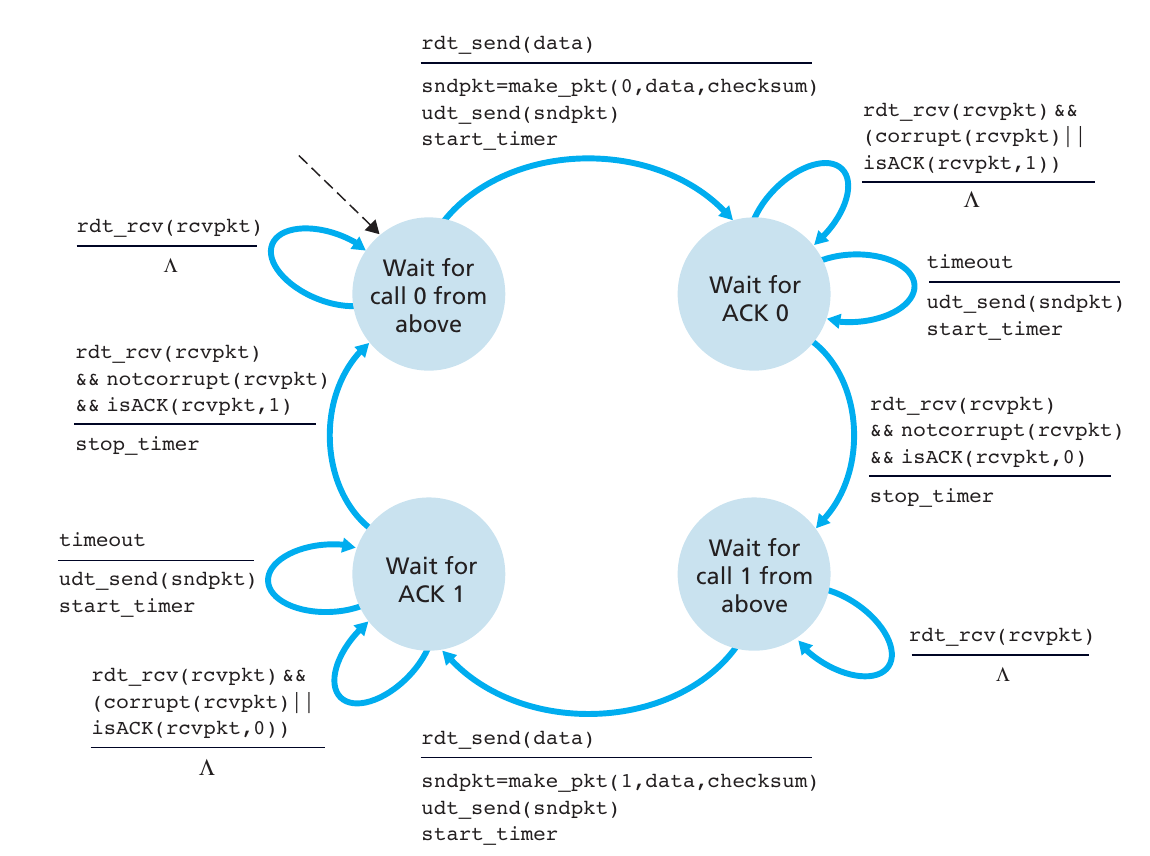 rdt_send(data)
sndpkt=make_pkt(0,data,checksum)
udt_send(sndpkt)
start_timer
rdt_rcv(rcvpkt) &&
(corrupt(rcvpkt)||
isACK(rcvpkt,1))
Λ
rdt_rcv(rcvpkt)
Λ
Wait for
call 0 from
above
Wait for
ACK 0
timeout
udt_send(sndpkt)
start_timer
rdt_rcv(rcvpkt)
&& notcorrupt(rcvpkt)
&& isACK(rcvpkt,1)
stop_timer
rdt_rcv(rcvpkt)
&& notcorrupt(rcvpkt)
&& isACK(rcvpkt,0)
stop_timer
timeout
udt_send(sndpkt)
start_timer
Wait for
ACK 1
Wait for
call 1 from
above
rdt_rcv(rcvpkt)
Λ
rdt_rcv(rcvpkt) &&
(corrupt(rcvpkt)||
isACK(rcvpkt,0))
Λ
rdt_send(data)
sndpkt=make_pkt(1,data,checksum)
udt_send(sndpkt)
start_timer